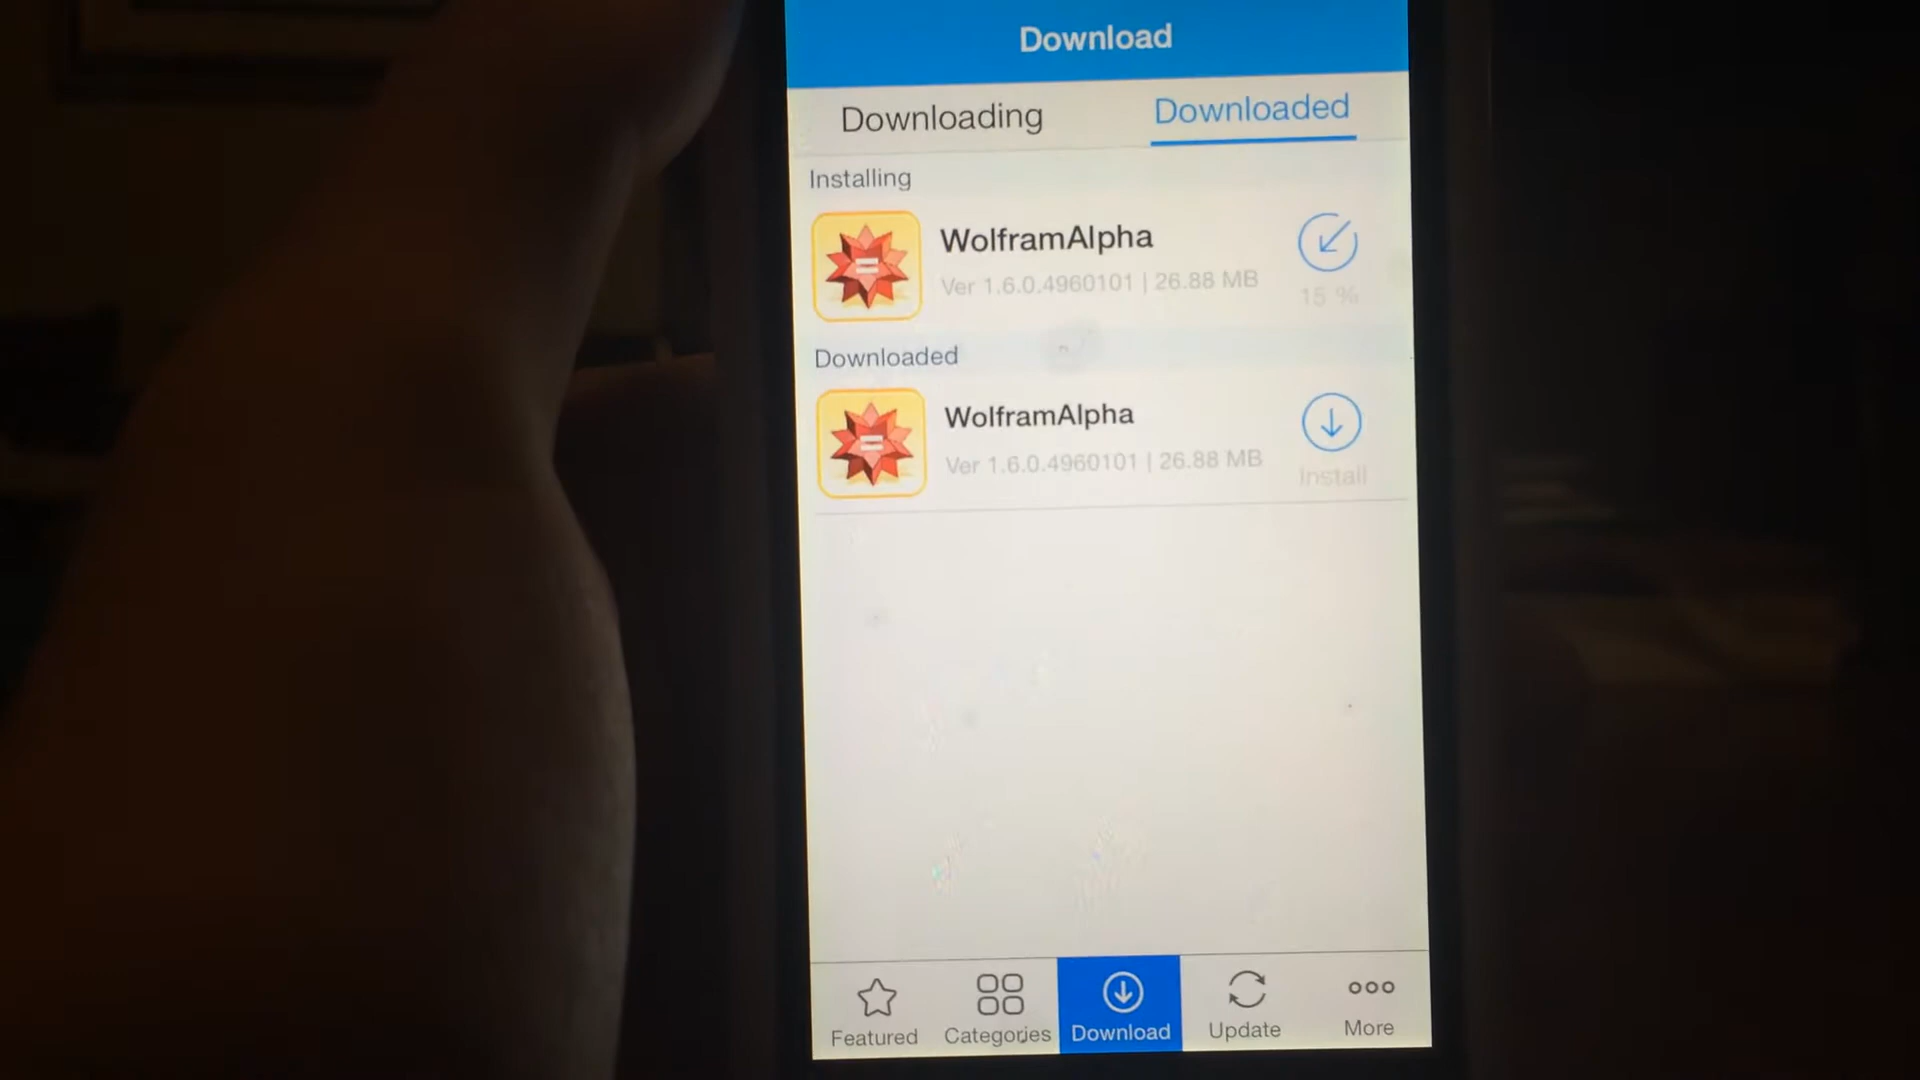 Download
Downloading Downloaded
Installing
WolframAlpha
Ver 1.6.0.4960101 | 26.88 MB
15 %
Downloaded
WolframAlpha
Ver 1.6.0.4960101 | 26.88 MB
Install
Featured Categories Download Update More